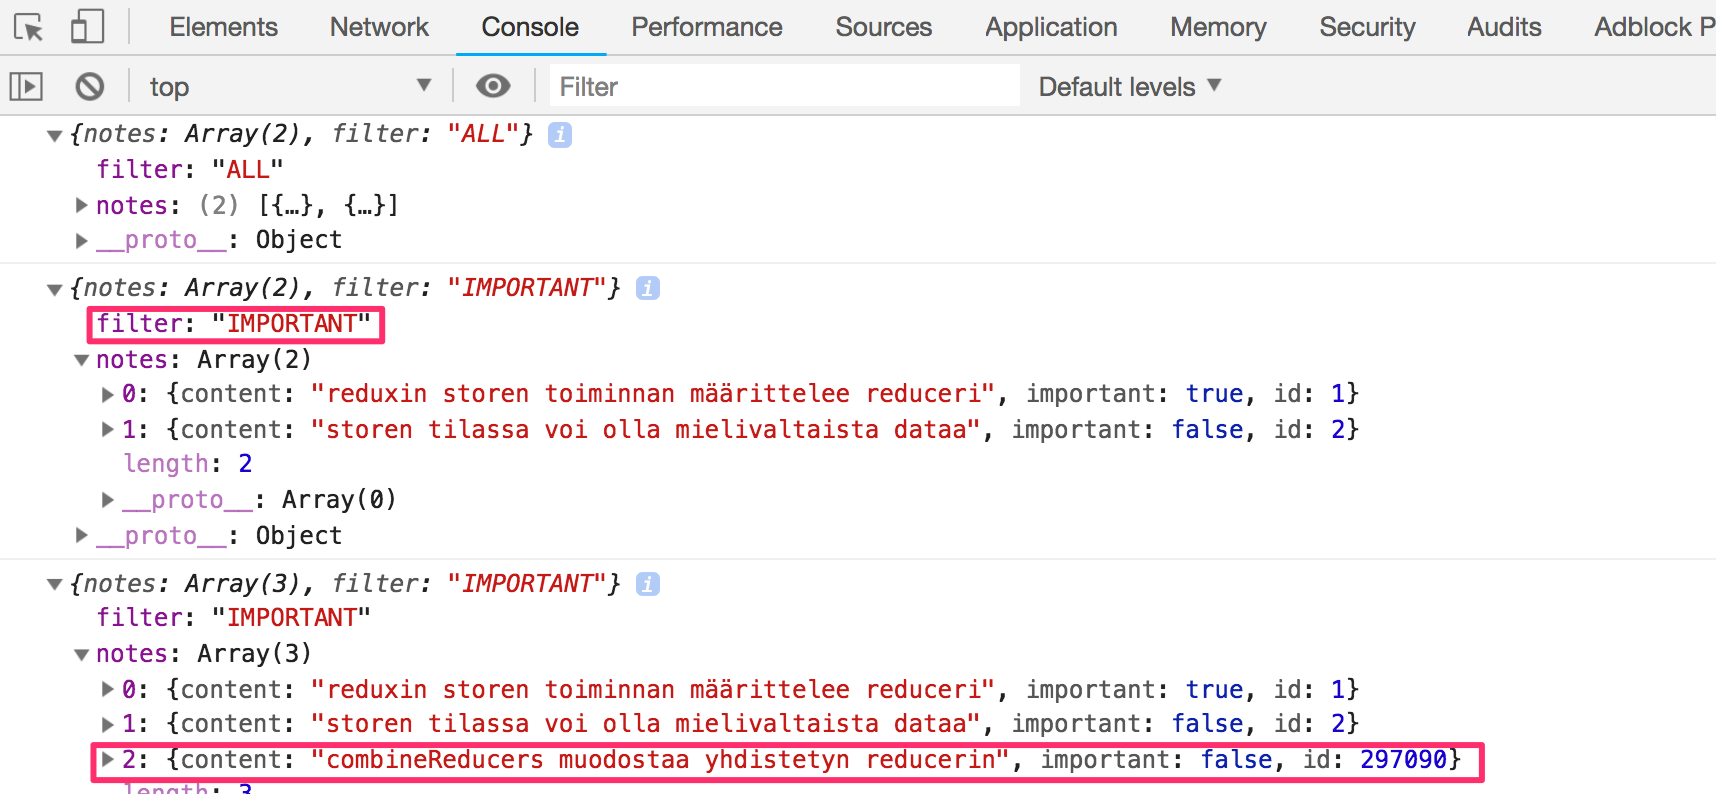 Elements Network Console Performance Sources Application Memory Security Audits Adblock P
top Filter Default levels
{notes: Array(2), filter: "ALL"} i
filter: "ALL"
notes: (2) [{…}, {…}]
__proto__: Object
{notes: Array(2), filter: "IMPORTANT"} i
filter: "IMPORTANT"
notes: Array(2)
0: {content: "reduxin storen toiminnan määrittelee reduceri", important: true, id: 1}
1: {content: "storen tilassa voi olla mielivaltaista dataa", important: false, id: 2}
length: 2
__proto__: Array(0)
__proto__: Object
{notes: Array(3), filter: "IMPORTANT"} i
filter: "IMPORTANT"
notes: Array(3)
0: {content: "reduxin storen toiminnan määrittelee reduceri", important: true, id: 1}
1: {content: "storen tilassa voi olla mielivaltaista dataa", important: false, id: 2}
2: {content: "combineReducers muodostaa yhdistetyn reducerin", important: false, id: 297090}
length: 3